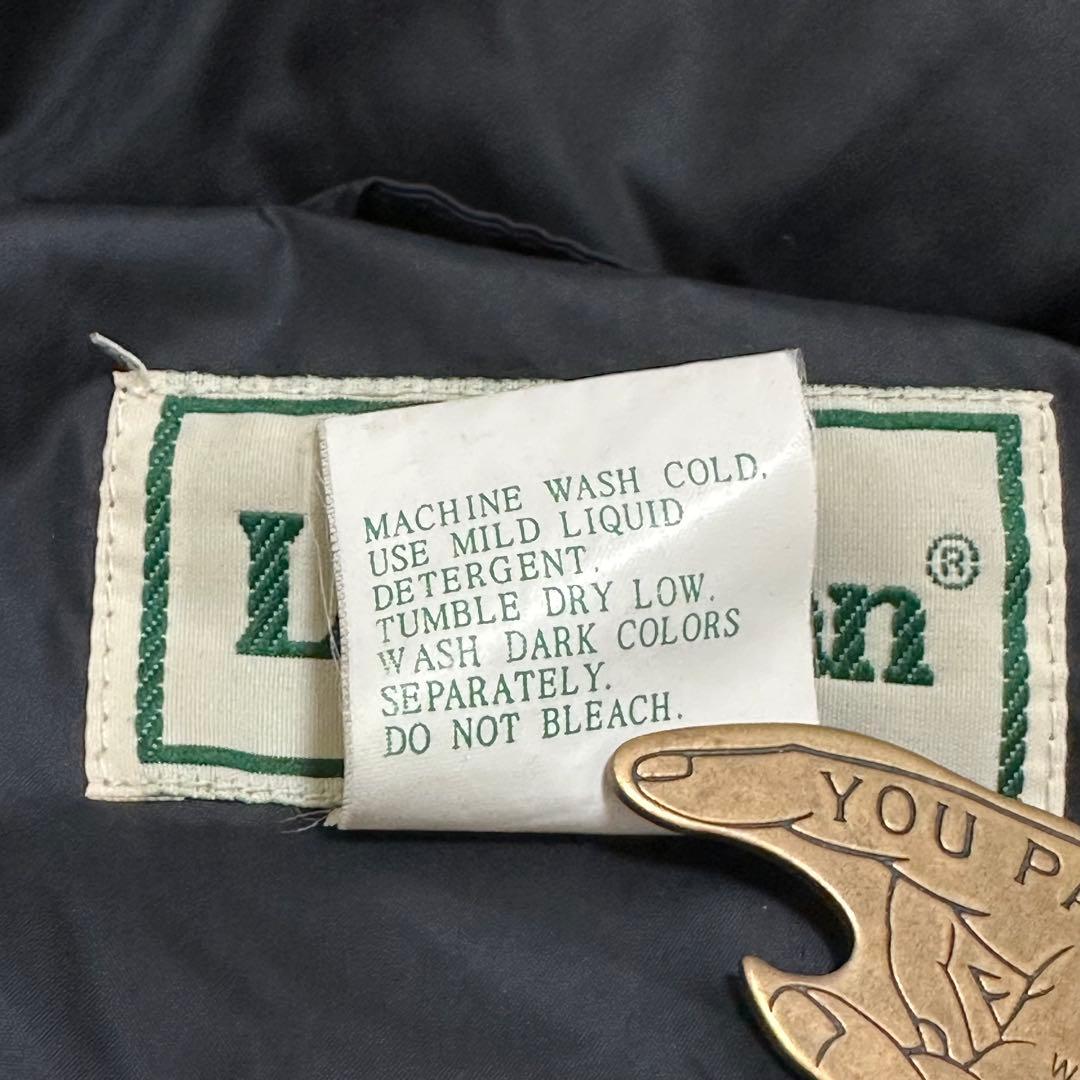 MACHINE WASH COLD.
USE MILD LIQUID
DETERGENT.
TUMBLE DRY LOW.
WASH DARK COLORS
SEPARATELY.
DO NOT BLEACH.
®
YOU